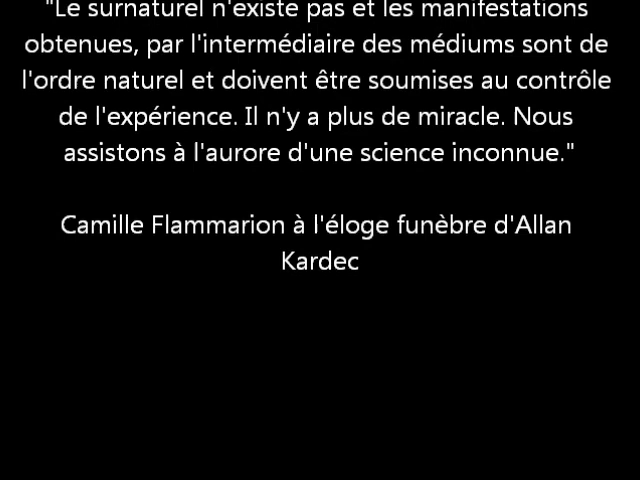 "Le surnaturel n'existe pas et les manifestations
obtenues, par l'intermédiaire des médiums sont de
l'ordre naturel et doivent être soumises au contrôle
de l'expérience. Il n'y a plus de miracle. Nous
assistons à l'aurore d'une science inconnue."
Camille Flammarion à l'éloge funèbre d'Allan
Kardec